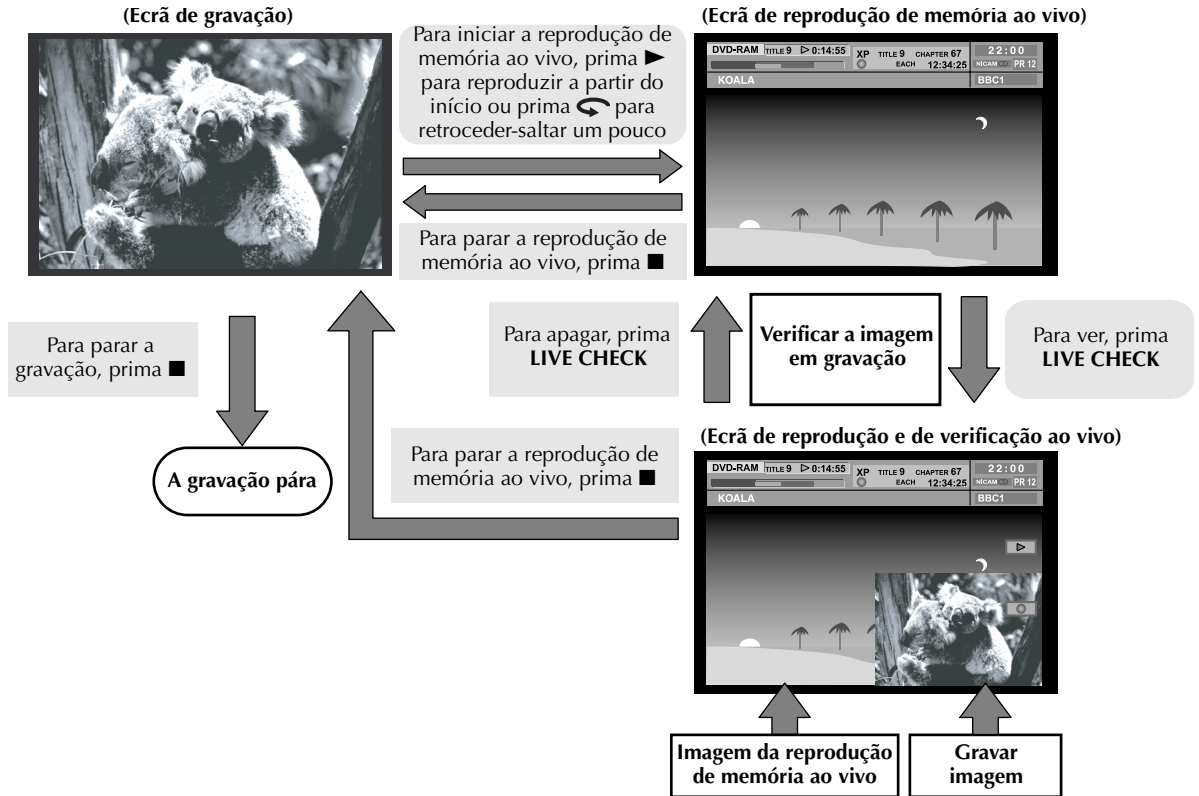 (Ecrã de gravação)
Para iniciar a reprodução de
memória ao vivo, prima ►
para reproduzir a partir do
início ou prima para
retroceder-saltar um pouco
(Ecrã de reprodução de memória ao vivo)
DVD-RAM TITLE 9 ▷ 0:14:55 XP TITLE 9 CHAPTER 67 22:00
EACH 12:34:25 NICAM PR 12
KOALA BBC1
Para parar a reprodução de
memória ao vivo, prima ■
Para parar a
gravação, prima ■
Para apagar, prima
LIVE CHECK
Verificar a imagem
em gravação
Para ver, prima
LIVE CHECK
A gravação pára
Para parar a reprodução de
memória ao vivo, prima ■
(Ecrã de reprodução e de verificação ao vivo)
DVD-RAM TITLE 9 ▷ 0:14:55 XP TITLE 9 CHAPTER 67 22:00
EACH 12:34:25 NICAM PR 12
KOALA BBC1
Imagem da reprodução
de memória ao vivo
Gravar
imagem